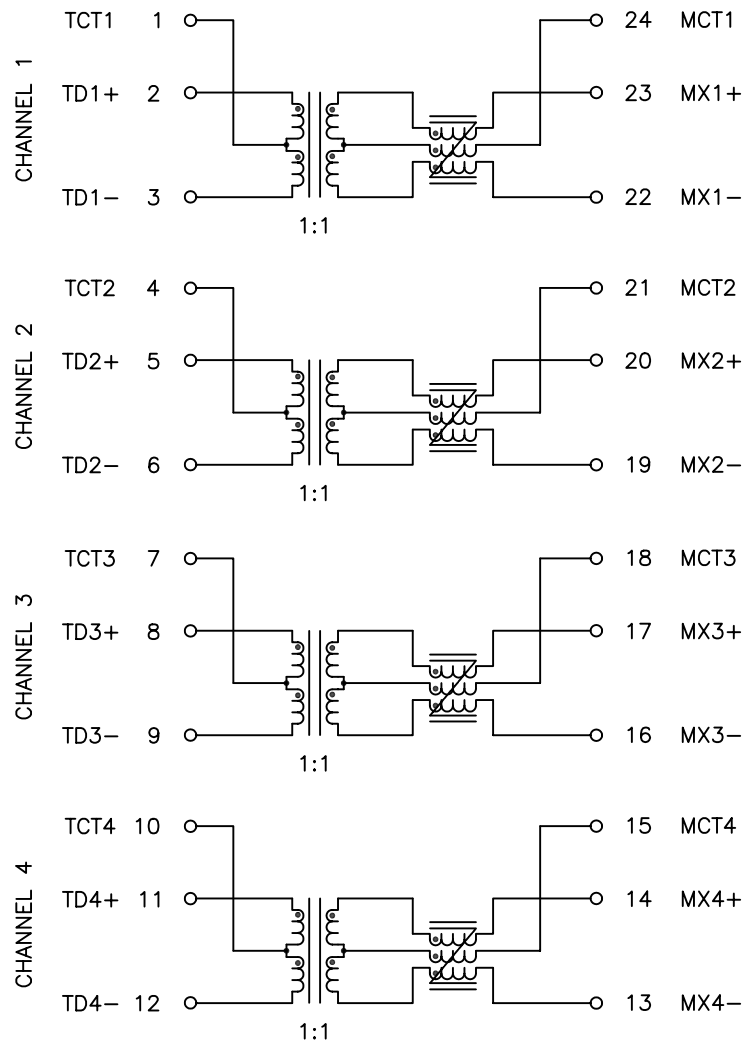 CHANNEL 1
TCT1 1 24 MCT1
TD1+ 2 23 MX1+
TD1− 3 22 MX1−
1:1
CHANNEL 2
TCT2 4 21 MCT2
TD2+ 5 20 MX2+
TD2− 6 19 MX2−
1:1
CHANNEL 3
TCT3 7 18 MCT3
TD3+ 8 17 MX3+
TD3− 9 16 MX3−
1:1
CHANNEL 4
TCT4 10 15 MCT4
TD4+ 11 14 MX4+
TD4− 12 13 MX4−
1:1